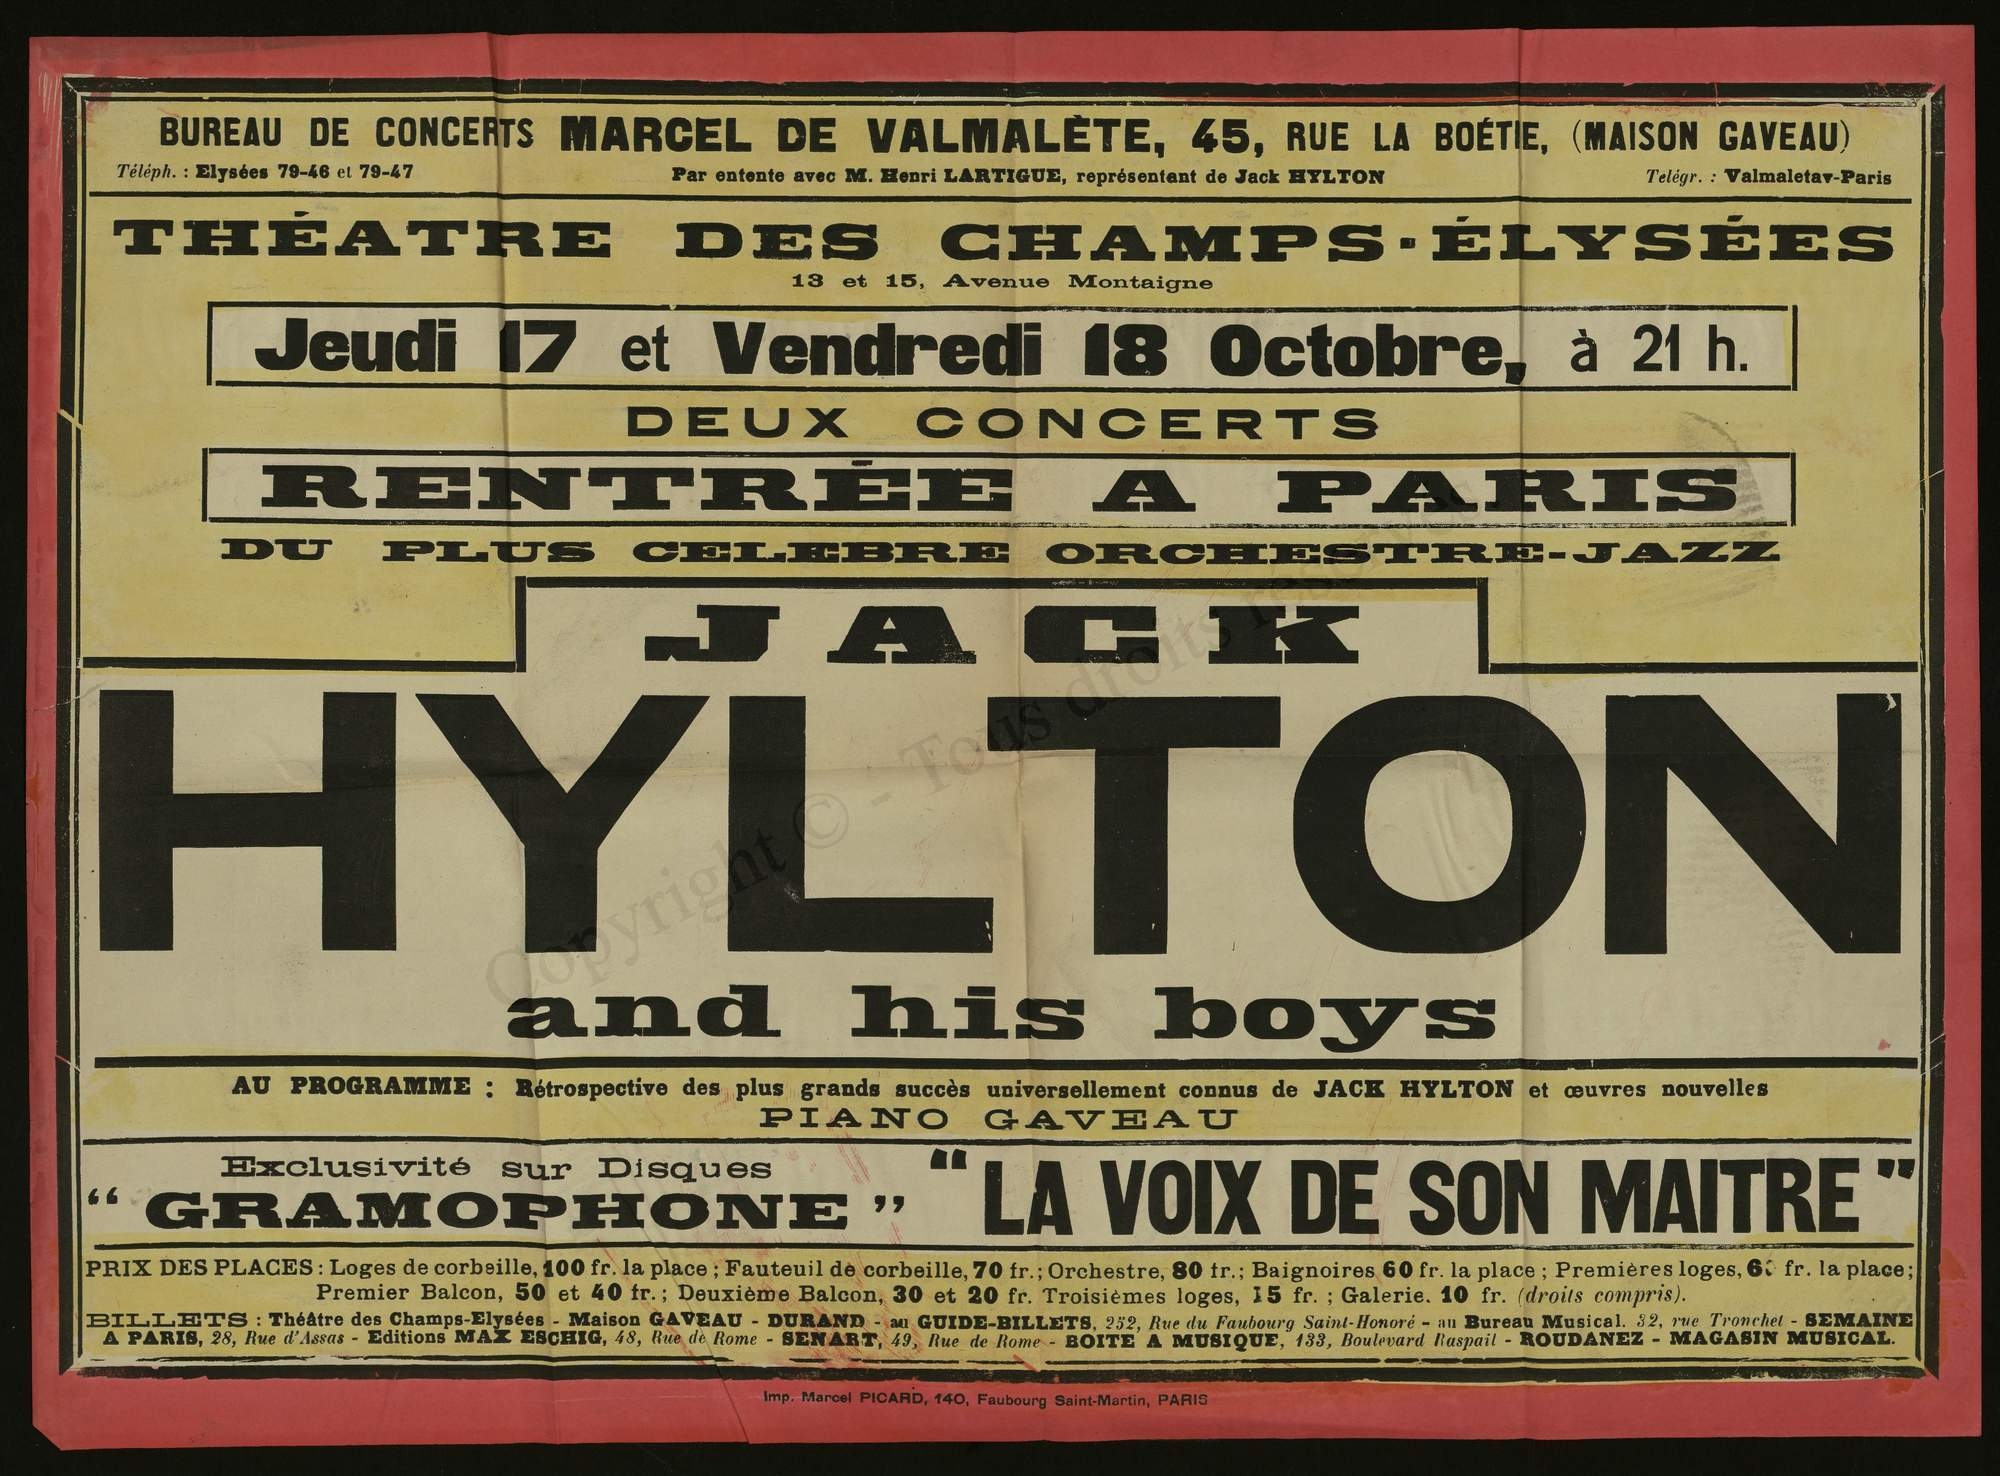 BUREAU DE CONCERTS MARCEL DE VALMALÈTE, 45, RUE LA BOÉTIE, (MAISON GAVEAU)
Téléph. : Elysées 79-46 et 79-47 Par entente avec M. Henri LARTIGUE, représentant de Jack HYLTON Telégr. : Valmaletav-Paris
THÉATRE DES CHAMPS-ÉLYSÉES
13 et 15, Avenue Montaigne
Jeudi 17 et Vendredi 18 Octobre, à 21 h.
DEUX CONCERTS
RENTRÉE A PARIS
DU PLUS CELEBRE ORCHESTRE-JAZZ
JACK
HYLTON
and his boys
AU PROGRAMME : Rétrospective des plus grands succès universellement connus de JACK HYLTON et œuvres nouvelles
PIANO GAVEAU
Exclusivité sur Disques
"GRAMOPHONE" "LA VOIX DE SON MAITRE"
PRIX DES PLACES : Loges de corbeille, 100 fr. la place ; Fauteuil de corbeille, 70 fr. ; Orchestre, 80 fr. ; Baignoires 60 fr. la place ; Premières loges, fr. la place ;
Premier Balcon, 50 et 40 fr. ; Deuxième Balcon, 30 et 20 fr. Troisièmes loges, 15 fr. ; Galerie. 10 fr. (droits compris).
BILLETS : Théâtre des Champs-Elysées - Maison GAVEAU - DURAND - au GUIDE-BILLETS, 252, Rue du Faubourg Saint-Honoré - au Bureau Musical. 32, rue Tronchet - SEMAINE
A PARIS, 28, Rue d'Assas - Editions MAX ESCHIG, 48, Rue de Rome - SENART, 49, Rue de Rome - BOITE A MUSIQUE, 133, Boulevard Raspail - ROUDANEZ - MAGASIN MUSICAL.
Imp. Marcel PICARD, 140, Faubourg Saint-Martin, PARIS
Copyright © - Tous droits réservés